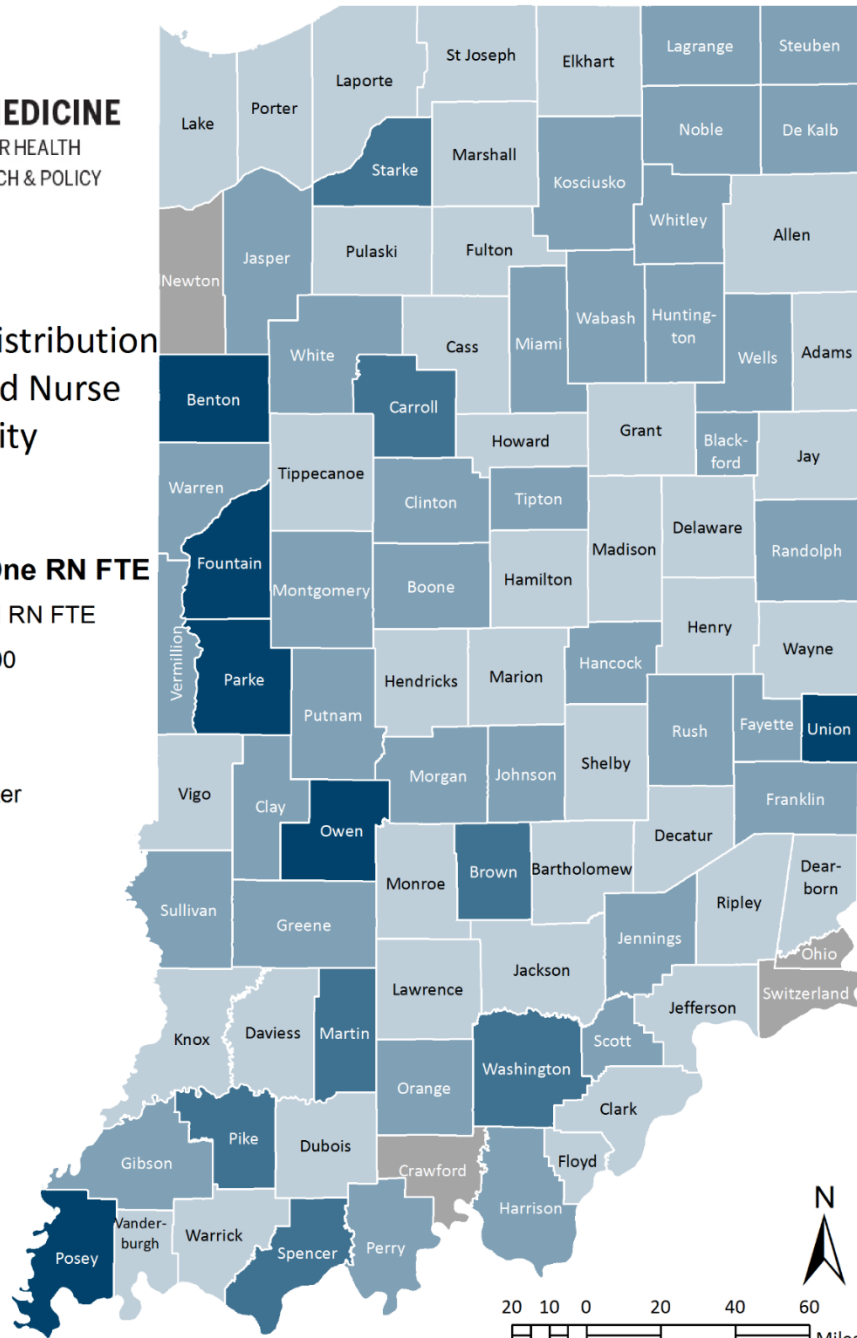 EDICINE
R HEALTH
CH & POLICY
istribution
d Nurse
ity
ne RN FTE
RN FTE
00
er
St Joseph
Elkhart
Lagrange
Steuben
Laporte
Porter
Lake
Noble
De Kalb
Starke
Marshall
Kosciusko
Whitley
Allen
Newton
Jasper
Pulaski
Fulton
White
Cass
Miami
Wabash
Hunting-
ton
Wells
Adams
Benton
Carroll
Howard
Grant
Black-
ford
Jay
Warren
Tippecanoe
Clinton
Tipton
Madison
Delaware
Randolph
Fountain
Montgomery
Boone
Hamilton
Henry
Wayne
Vermillion
Parke
Putnam
Hendricks
Marion
Hancock
Rush
Fayette
Union
Vigo
Clay
Owen
Morgan
Johnson
Shelby
Franklin
Decatur
Sullivan
Greene
Monroe
Brown
Bartholomew
Jennings
Ripley
Dear-
born
Ohio
Switzerland
Knox
Daviess
Martin
Lawrence
Jackson
Jefferson
Scott
Orange
Washington
Clark
Gibson
Pike
Dubois
Crawford
Floyd
Harrison
Posey
Vander-
burgh
Warrick
Spencer
Perry
N
20 10 0 20 40 60
Miles